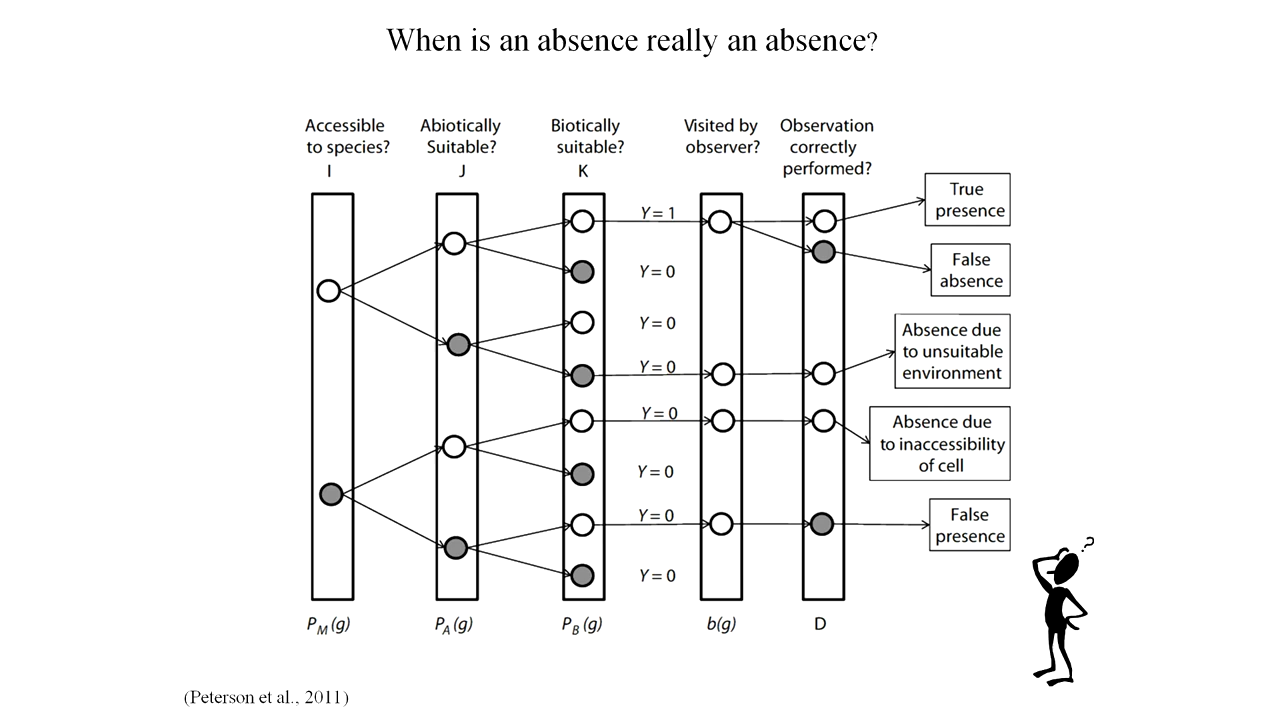 When is an absence really an absence?
Accessible
to species?
I
Abiotically
Suitable?
J
Biotically
suitable?
K
Visited by
observer?
Observation
correctly
performed?
Y = 1
Y = 0
Y = 0
Y = 0
Y = 0
Y = 0
Y = 0
Y = 0
True
presence
False
absence
Absence due
to unsuitable
environment
Absence due
to inaccessibility
of cell
False
presence
?
P_M (g)
P_A (g)
P_B (g)
b(g)
D
(Peterson et al., 2011)